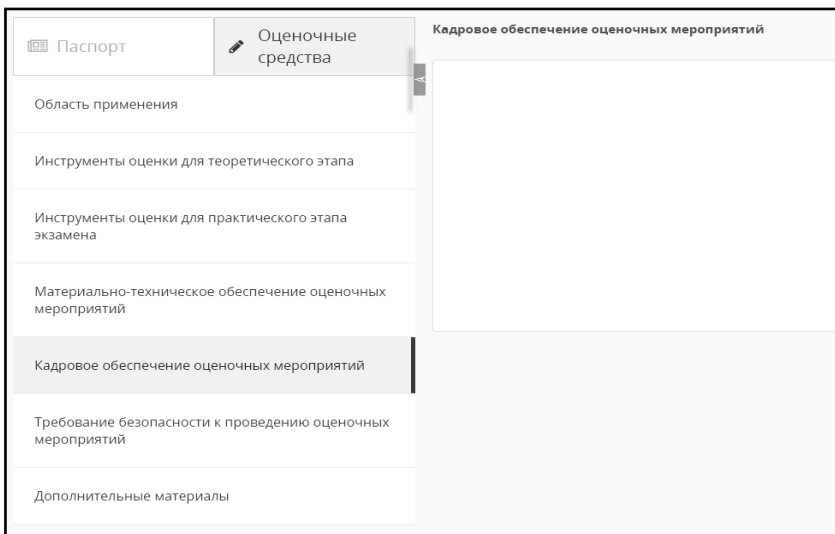 Паспорт
Оценочные
средства
Область применения
Инструменты оценки для теоретического этапа
Инструменты оценки для практического этапа
экзамена
Материально-техническое обеспечение оценочных
мероприятий
Кадровое обеспечение оценочных мероприятий
Требование безопасности к проведению оценочных
мероприятий
Дополнительные материалы
Кадровое обеспечение оценочных мероприятий